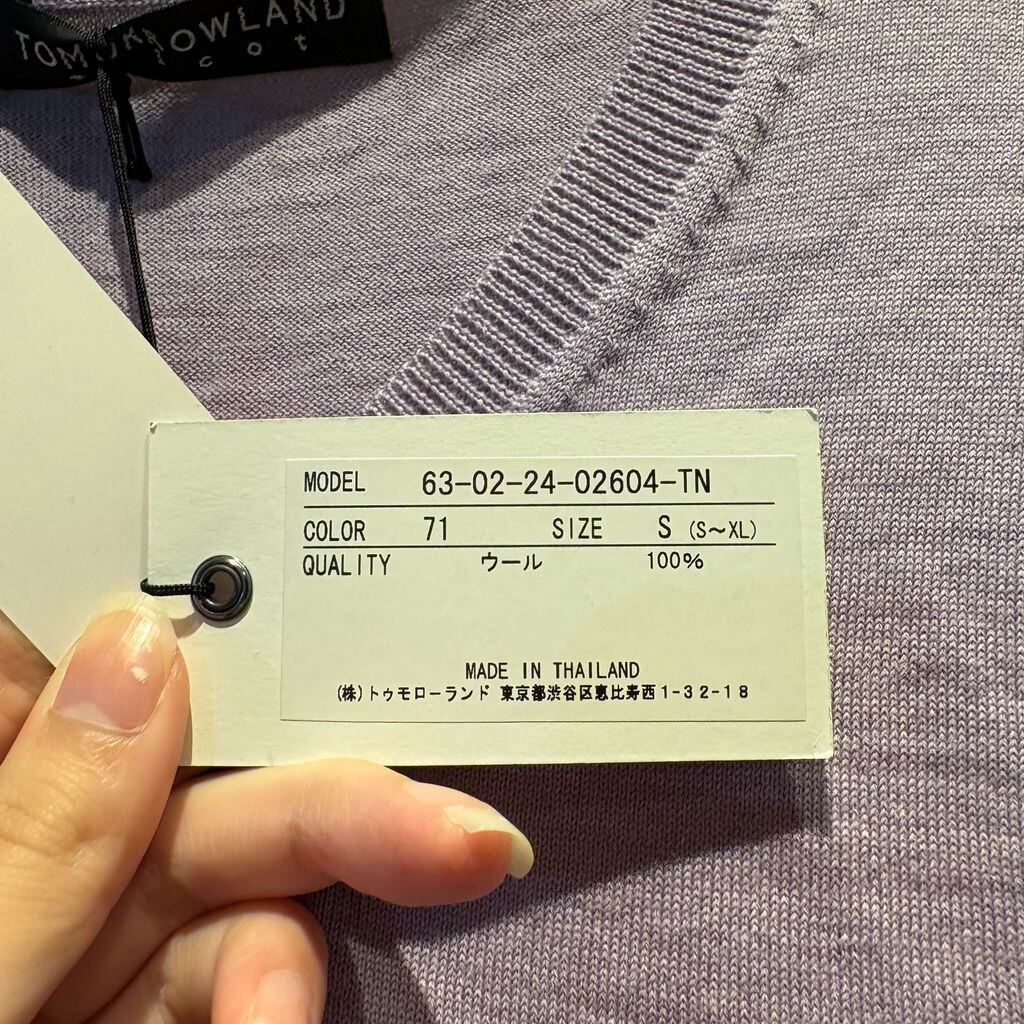 TOMORROWLAND
tricot
MODEL 63-02-24-02604-TN
COLOR 71 SIZE S (S~XL)
QUALITY ウール 100%
MADE IN THAILAND
(株)トゥモローランド 東京都渋谷区恵比寿西1-32-18